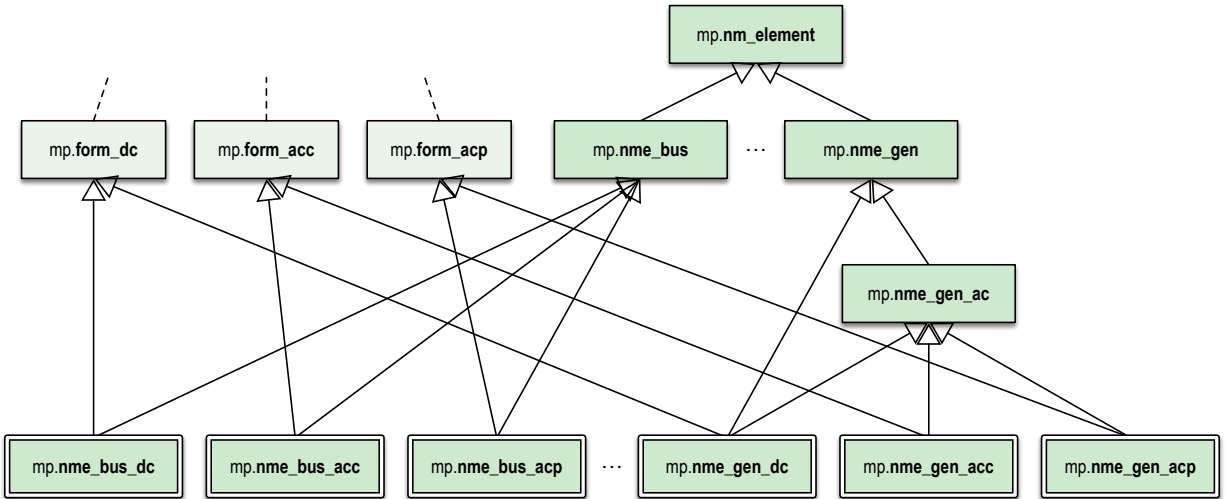 mp.nm_element
mp.form_dc
mp.form_acc
mp.form_acp
mp.nme_bus
...
mp.nme_gen
mp.nme_gen_ac
mp.nme_bus_dc
mp.nme_bus_acc
mp.nme_bus_acp
...
mp.nme_gen_dc
mp.nme_gen_acc
mp.nme_gen_acp